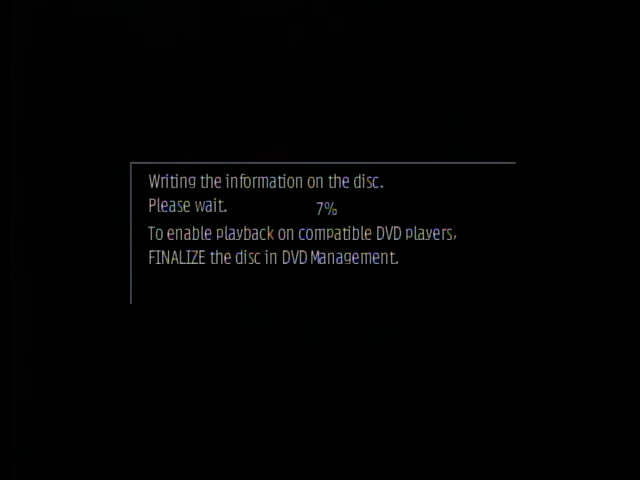 Writing the information on the disc.
Please wait. 7%
To enable playback on compatible DVD players,
FINALIZE the disc in DVD Management.